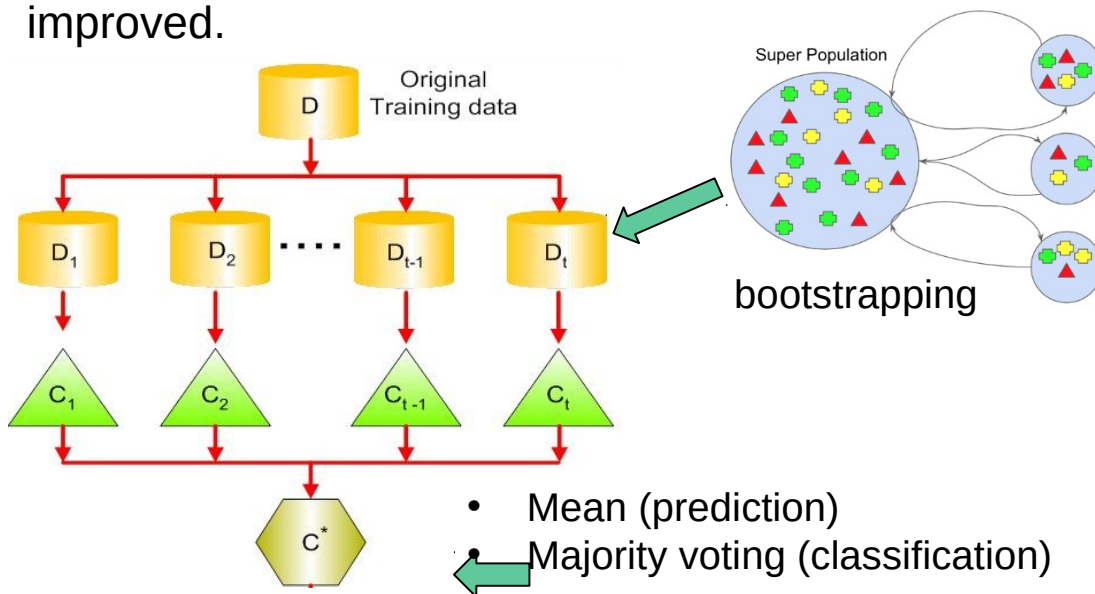 improved.
Original
Training data
D
D1
D2
....
Dt-1
Dt
C1
C2
Ct-1
Ct
C*
Super Population
bootstrapping
• Mean (prediction)
• Majority voting (classification)